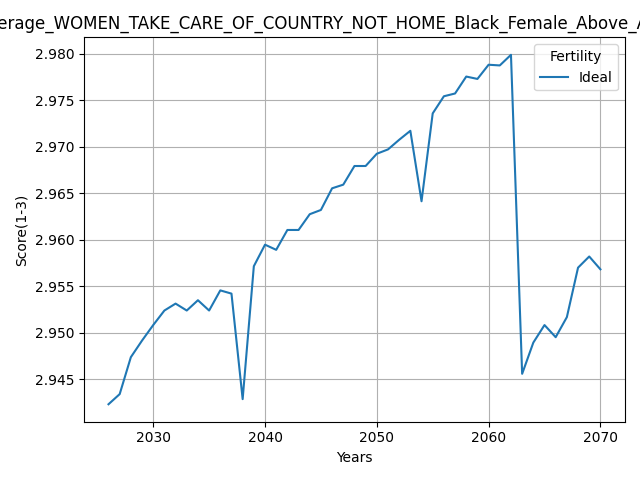 erage_WOMEN_TAKE_CARE_OF_COUNTRY_NOT_HOME_Black_Female_Above_A
Fertility
Ideal
2.980
2.975
2.970
2.965
2.960
2.955
2.950
2.945
Score(1-3)
2030 2040 2050 2060 2070
Years